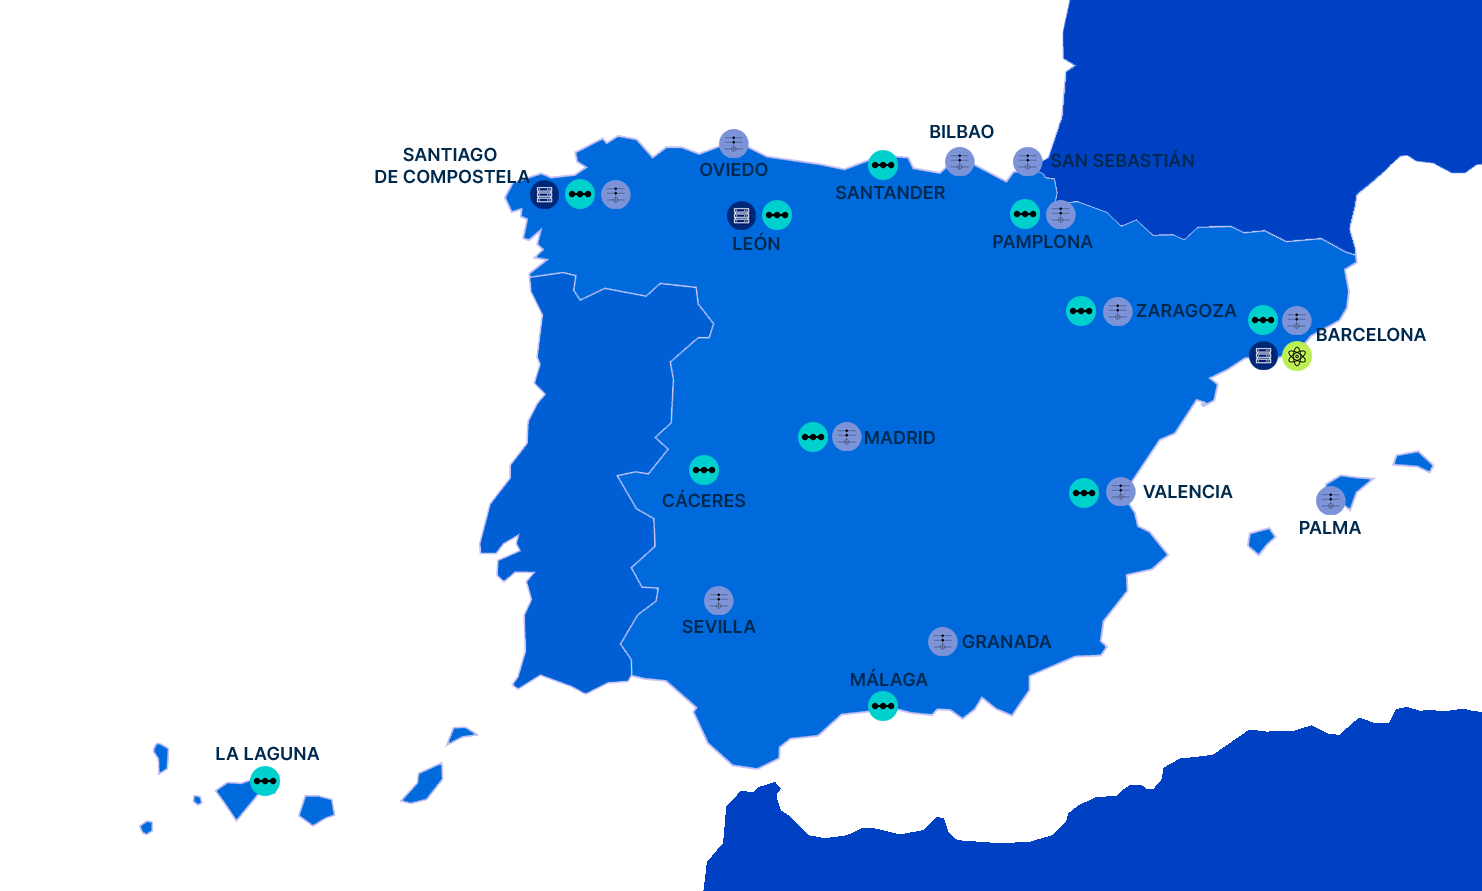 BILBAO
SANTIAGO
DE COMPOSTELA
OVIEDO
SAN SEBASTIÁN
SANTANDER
LEÓN
PAMPLONA
ZARAGOZA
BARCELONA
MADRID
CÁCERES
VALENCIA
PALMA
SEVILLA
GRANADA
MÁLAGA
LA LAGUNA